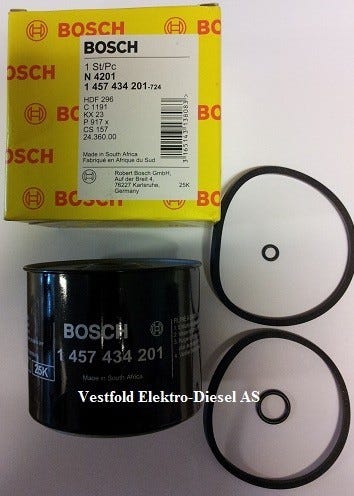 BOSCH
BOSCH
1 St/Pc
N 4201
1 457 434 201-724
HDF 296
C 1191
KX 23
P 917 x
CS 157
24.360.00
Made in South Africa
Fabriqué en Afrique du Sud
Robert Bosch GmbH,
Auf der Breit 4,
76227 Karlsruhe,
Germany
25K
3165143138083
BOSCH
1 457 434 201
Made in South Africa
25K
Vestfold Elektro-Diesel AS